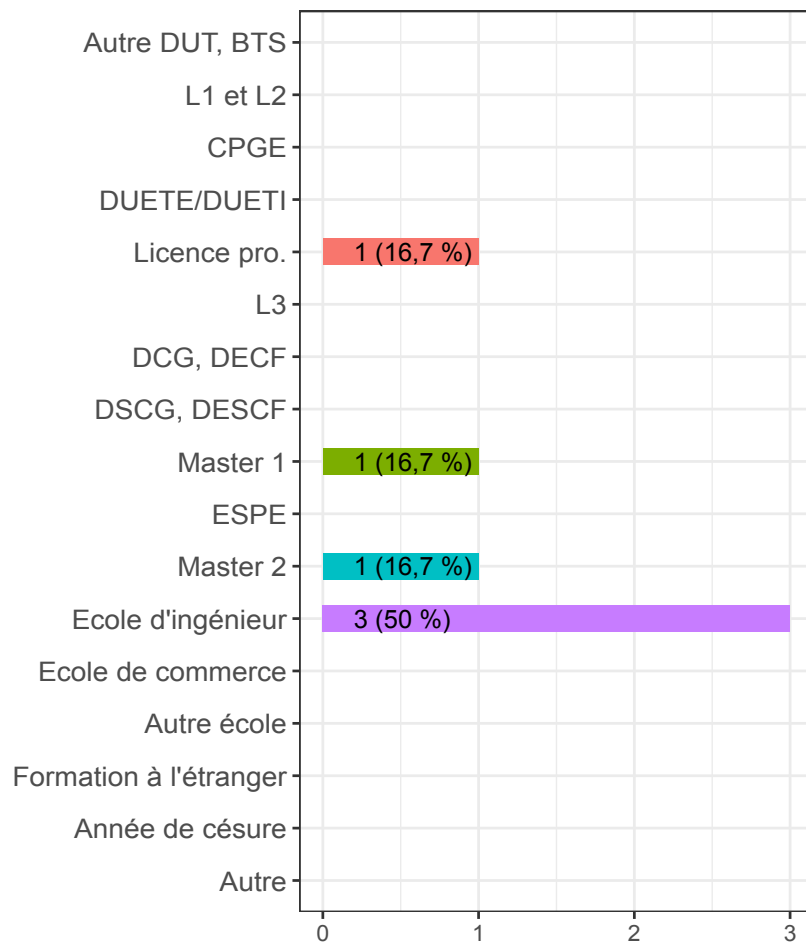 Autre DUT, BTS
L1 et L2
CPGE
DUETE/DUETI
Licence pro.
1 (16,7 %)
L3
DCG, DECF
DSCG, DESCF
Master 1
1 (16,7 %)
ESPE
Master 2
1 (16,7 %)
Ecole d'ingénieur
3 (50 %)
Ecole de commerce
Autre école
Formation à l'étranger
Année de césure
Autre
0 1 2 3